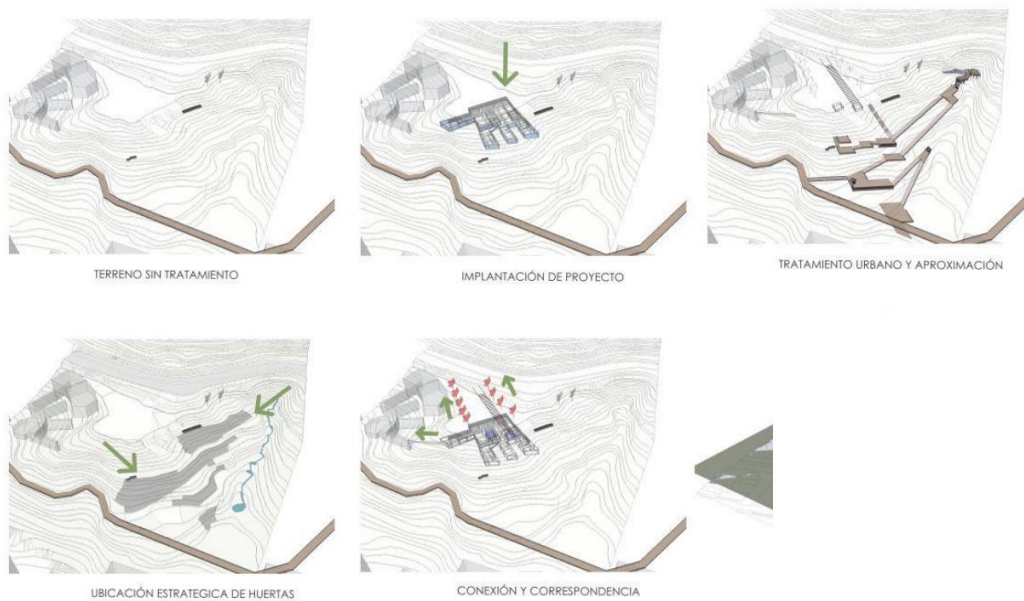 TERRENO SIN TRATAMIENTO
IMPLANTACIÓN DE PROYECTO
TRATAMIENTO URBANO Y APROXIMACIÓN
UBICACIÓN ESTRATEGICA DE HUERTAS
CONEXIÓN Y CORRESPONDENCIA